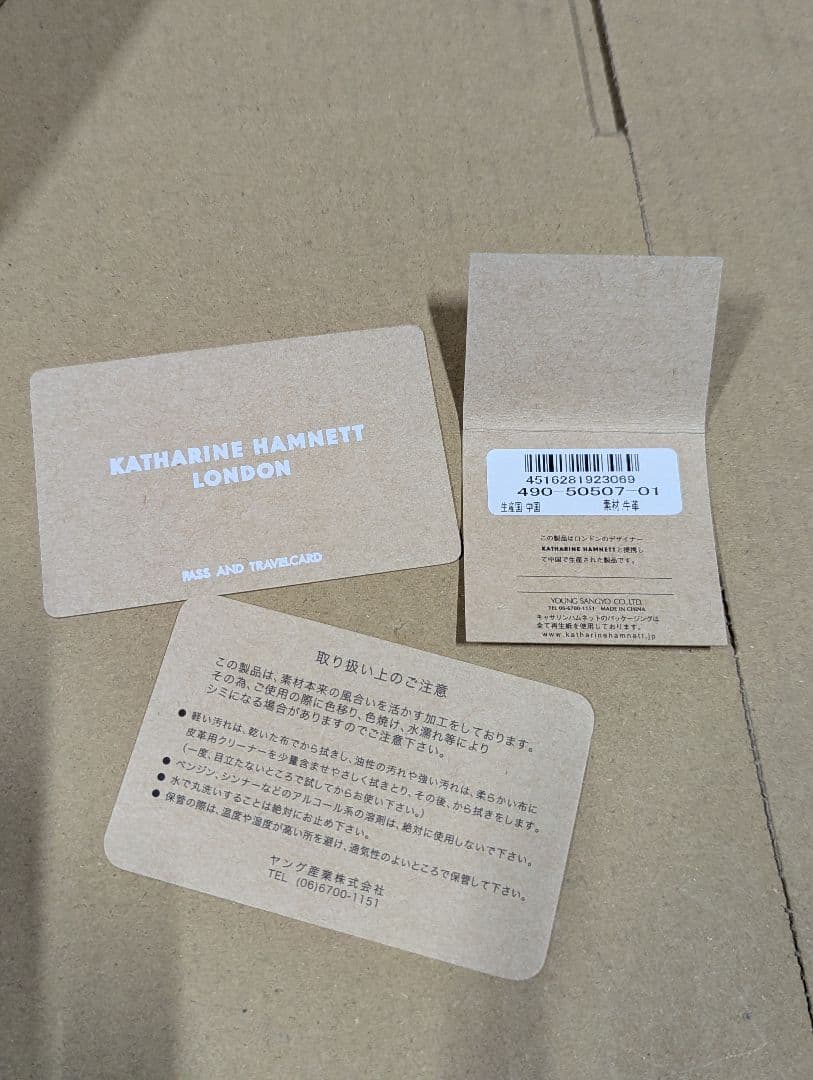 KATHARINE HAMNETT
LONDON
PASS AND TRAVELCARD
4516281923069
490-50507-01
生産国 中国 素材 牛革
この製品はロンドンのデザイナー
KATHARINE HAMNETTと提携し
て中国で生産された製品です。
YOUNG SANGYO CO.,LTD.
TEL 06-6700-1151 MADE IN CHINA
キャサリンハムネットのパッケージングは
全て再生紙を使用しております。
www.katharinehamnett.jp
取り扱い上のご注意
この製品は、素材本来の風合いを活かす加工をしております。
その為、ご使用の際に色移り、色焼け、水濡れ等により
シミになる場合がありますのでご注意下さい。
● 軽い汚れは、乾いた布でから拭きし、油性の汚れや強い汚れは、柔らかい布に
皮革用クリーナーを少量含ませやさしく拭きとり、その後、から拭きをします。
(一度、目立たないところで試してからお使い下さい。)
● ベンジン、シンナーなどのアルコール系の溶剤は、絶対に使用しないで下さい。
● 水で丸洗いすることは絶対にお止め下さい。
● 保管の際は、温度や湿度が高い所を避け、通気性のよいところで保管して下さい。
ヤング産業株式会社
TEL (06)6700-1151